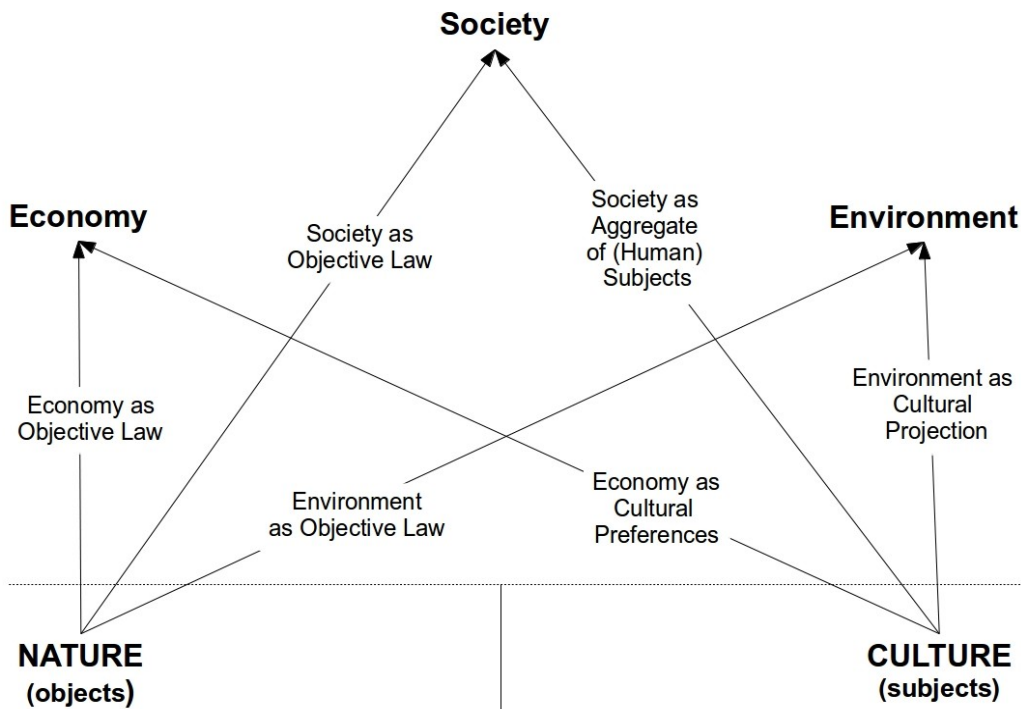 Society
Economy
Society as
Objective Law
Society as
Aggregate
of (Human)
Subjects
Environment
Economy as
Objective Law
Environment as
Cultural
Projection
Environment
as Objective Law
Economy as
Cultural
Preferences
NATURE
(objects)
CULTURE
(subjects)